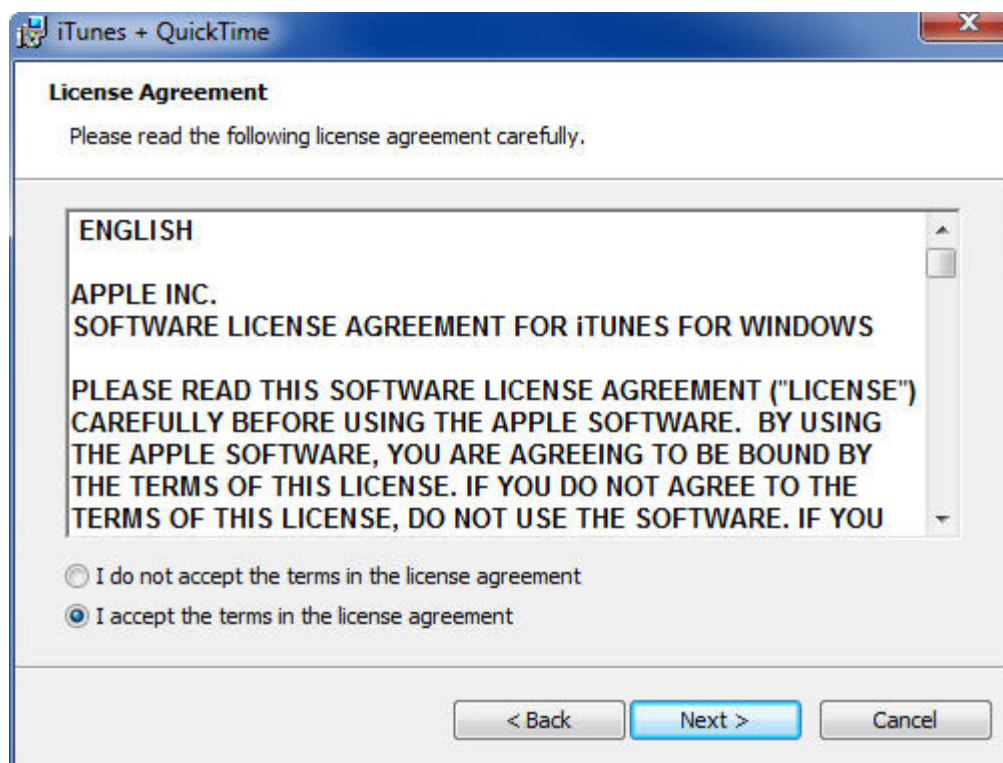 iTunes + QuickTime
License Agreement
Please read the following license agreement carefully.
ENGLISH
APPLE INC.
SOFTWARE LICENSE AGREEMENT FOR iTUNES FOR WINDOWS
PLEASE READ THIS SOFTWARE LICENSE AGREEMENT ("LICENSE")
CAREFULLY BEFORE USING THE APPLE SOFTWARE.  BY USING
THE APPLE SOFTWARE, YOU ARE AGREEING TO BE BOUND BY
THE TERMS OF THIS LICENSE. IF YOU DO NOT AGREE TO THE
TERMS OF THIS LICENSE, DO NOT USE THE SOFTWARE. IF YOU
I do not accept the terms in the license agreement
I accept the terms in the license agreement
< Back Next > Cancel